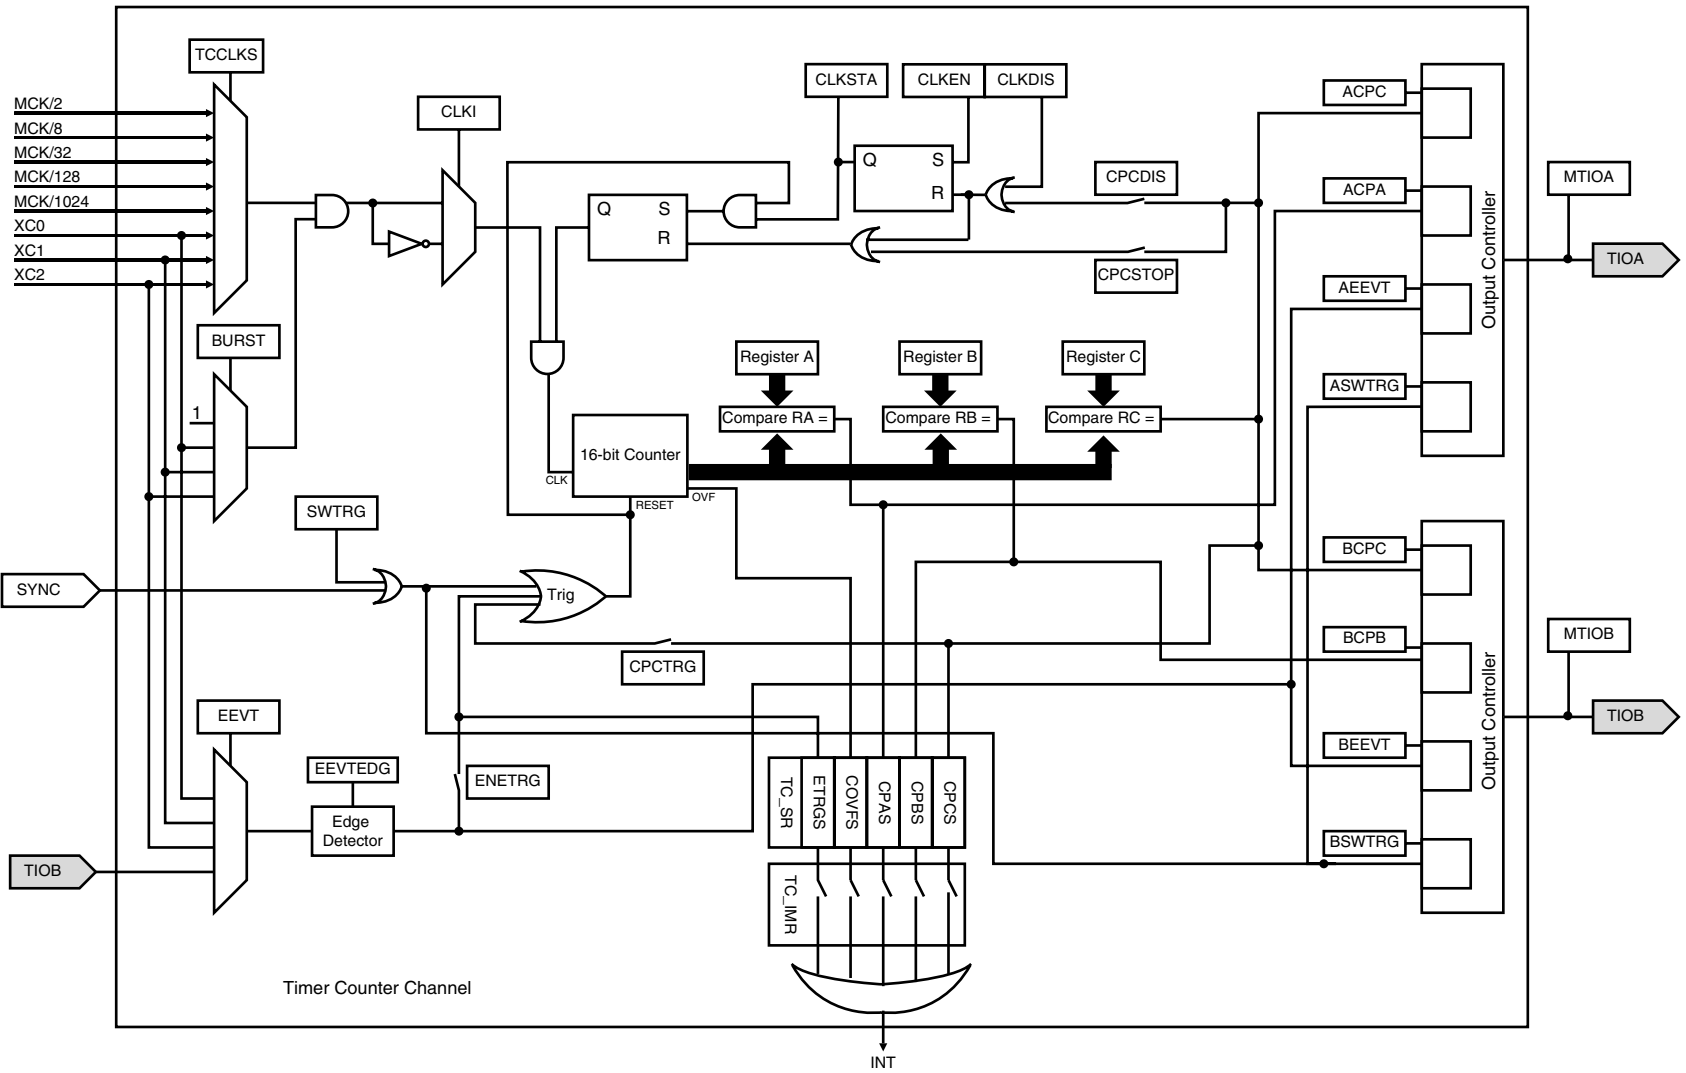 TCCLKS
MCK/2
MCK/8
MCK/32
MCK/128
MCK/1024
XC0
XC1
XC2
CLKI
CLKSTA
CLKEN
CLKDIS
Q
S
R
Q
S
R
CPCDIS
CPCSTOP
ACPC
ACPA
AEEVT
ASWTRG
Output Controller
MTIOA
TIOA
BURST
1
Register A
Register B
Register C
Compare RA =
Compare RB =
Compare RC =
16-bit Counter
CLK
RESET
OVF
SWTRG
SYNC
Trig
CPCTRG
BCPC
BCPB
BEEVT
BSWTRG
Output Controller
MTIOB
TIOB
EEVT
EEVTEDG
Edge
Detector
ENETRG
TIOB
TC_SR
ETRGS
COVFS
CPAS
CPBS
CPCS
TC_IMR
Timer Counter Channel
INT